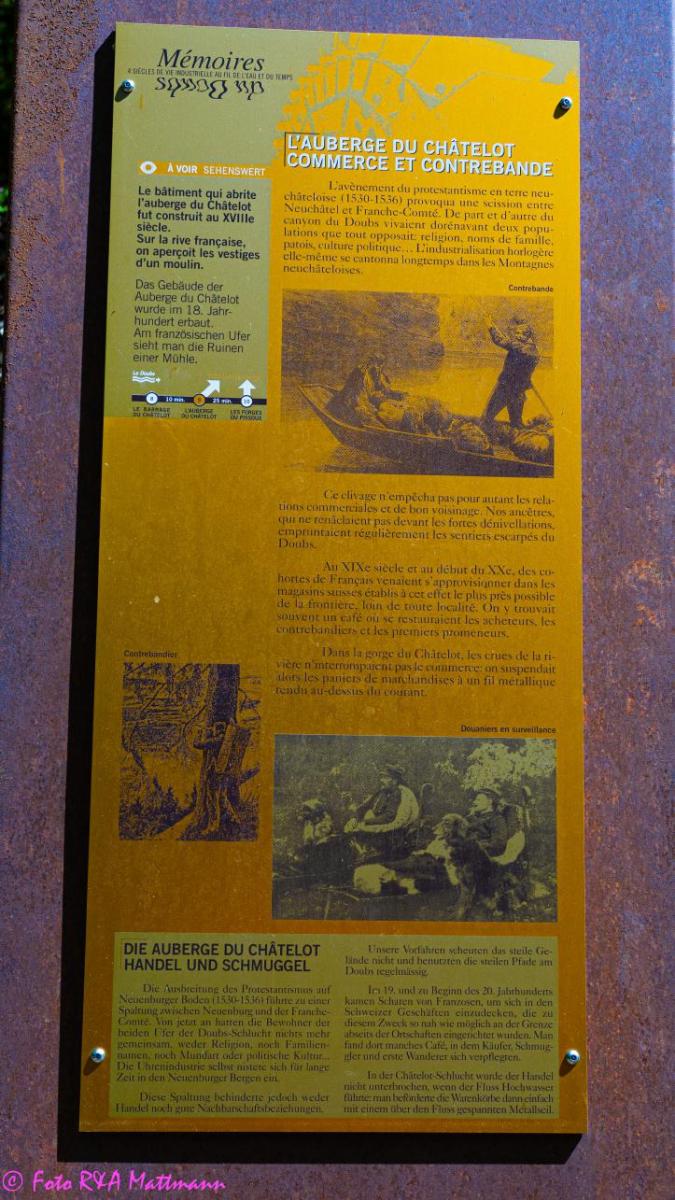 Mémoires
4 SIÈCLES DE VIE INDUSTRIELLE AU FIL DE L'EAU ET DU TEMPS
du Doubs
L'AUBERGE DU CHÂTELOT
COMMERCE ET CONTREBANDE
À VOIR SEHENSWERT
Le bâtiment qui abrite
l'auberge du Châtelot
fut construit au XVIIIe
siècle.
Sur la rive française,
on aperçoit les vestiges
d'un moulin.
Das Gebäude der
Auberge du Châtelot
wurde im 18. Jahr-
hundert erbaut.
Am französischen Ufer
sieht man die Ruinen
einer Mühle.
Le Doubs
8 10 min. 9 25 min. 10
LE BARRAGE
DU CHÂTELOT
L'AUBERGE
DU CHÂTELOT
LES FORGES
DU PISSOUX
L'avènement du protestantisme en terre neu-
châteloise (1530-1536) provoqua une scission entre
Neuchâtel et Franche-Comté. De part et d'autre du
canyon du Doubs vivaient dorénavant deux popu-
lations que tout opposait: religion, noms de famille,
patois, culture politique... L'industrialisation horlogère
elle-même se cantonna longtemps dans les Montagnes
neuchâteloises.
Contrebande
Ce clivage n'empêcha pas pour autant les rela-
tions commerciales et de bon voisinage. Nos ancêtres,
qui ne renâclaient pas devant les fortes dénivellations,
empruntaient régulièrement les sentiers escarpés du
Doubs.
Au XIXe siècle et au début du XXe, des co-
hortes de Français venaient s'approvisionner dans les
magasins suisses établis à cet effet le plus près possible
de la frontière, loin de toute localité. On y trouvait
souvent un café où se restauraient les acheteurs, les
contrebandiers et les premiers promeneurs.
Dans la gorge du Châtelot, les crues de la ri-
vière n'interrompaient pas le commerce: on suspendait
alors les paniers de marchandises à un fil métallique
tendu au-dessus du courant.
Contrebandier
Douaniers en surveillance
DIE AUBERGE DU CHÂTELOT
HANDEL UND SCHMUGGEL
Die Ausbreitung des Protestantismus auf
Neuenburger Boden (1530-1536) führte zu einer
Spaltung zwischen Neuenburg und der Franche-
Comté. Von jetzt an hatten die Bewohner der
beiden Ufer der Doubs-Schlucht nichts mehr
gemeinsam, weder Religion, noch Familien-
namen, noch Mundart oder politische Kultur...
Die Uhrenindustrie selbst nistete sich für lange
Zeit in den Neuenburger Bergen ein.
Diese Spaltung behinderte jedoch weder
Handel noch gute Nachbarschaftsbeziehungen.
Unsere Vorfahren scheuten das steile Ge-
lände nicht und benutzten die steilen Pfade am
Doubs regelmässig.
Im 19. und zu Beginn des 20. Jahrhunderts
kamen Scharen von Franzosen, um sich in den
Schweizer Geschäften einzudecken, die zu
diesem Zweck so nah wie möglich an der Grenze
abseits der Ortschaften eingerichtet wurden. Man
fand dort manches Café, in dem Käufer, Schmug-
gler und erste Wanderer sich verpflegten.
In der Châtelot-Schlucht wurde der Handel
nicht unterbrochen, wenn der Fluss Hochwasser
führte: man beförderte die Warenkörbe dann einfach
mit einem über den Fluss gespannten Metallseil.
© Foto R&A Mattmann